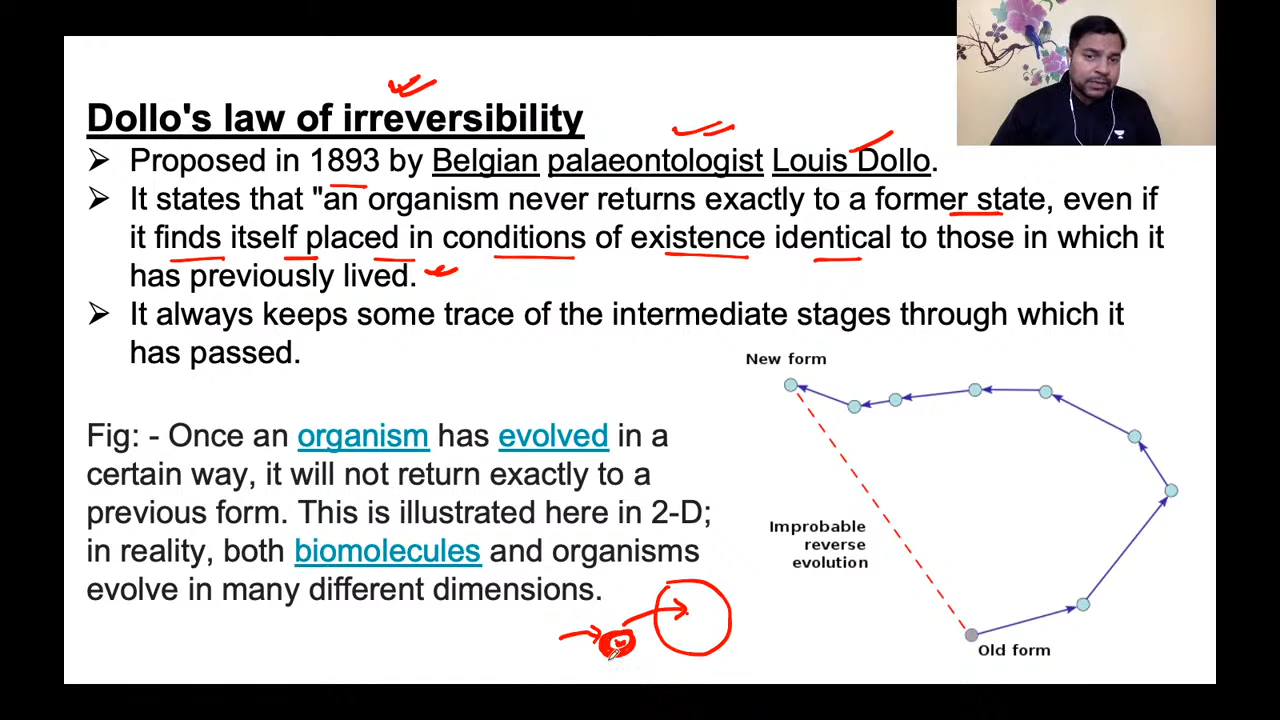 Dollo's law of irreversibility
➢ Proposed in 1893 by Belgian palaeontologist Louis Dollo.
➢ It states that "an organism never returns exactly to a former state, even if
it finds itself placed in conditions of existence identical to those in which it
has previously lived.
➢ It always keeps some trace of the intermediate stages through which it
has passed.
Fig: - Once an organism has evolved in a
certain way, it will not return exactly to a
previous form. This is illustrated here in 2-D;
in reality, both biomolecules and organisms
evolve in many different dimensions.
New form
Improbable
reverse
evolution
Old form